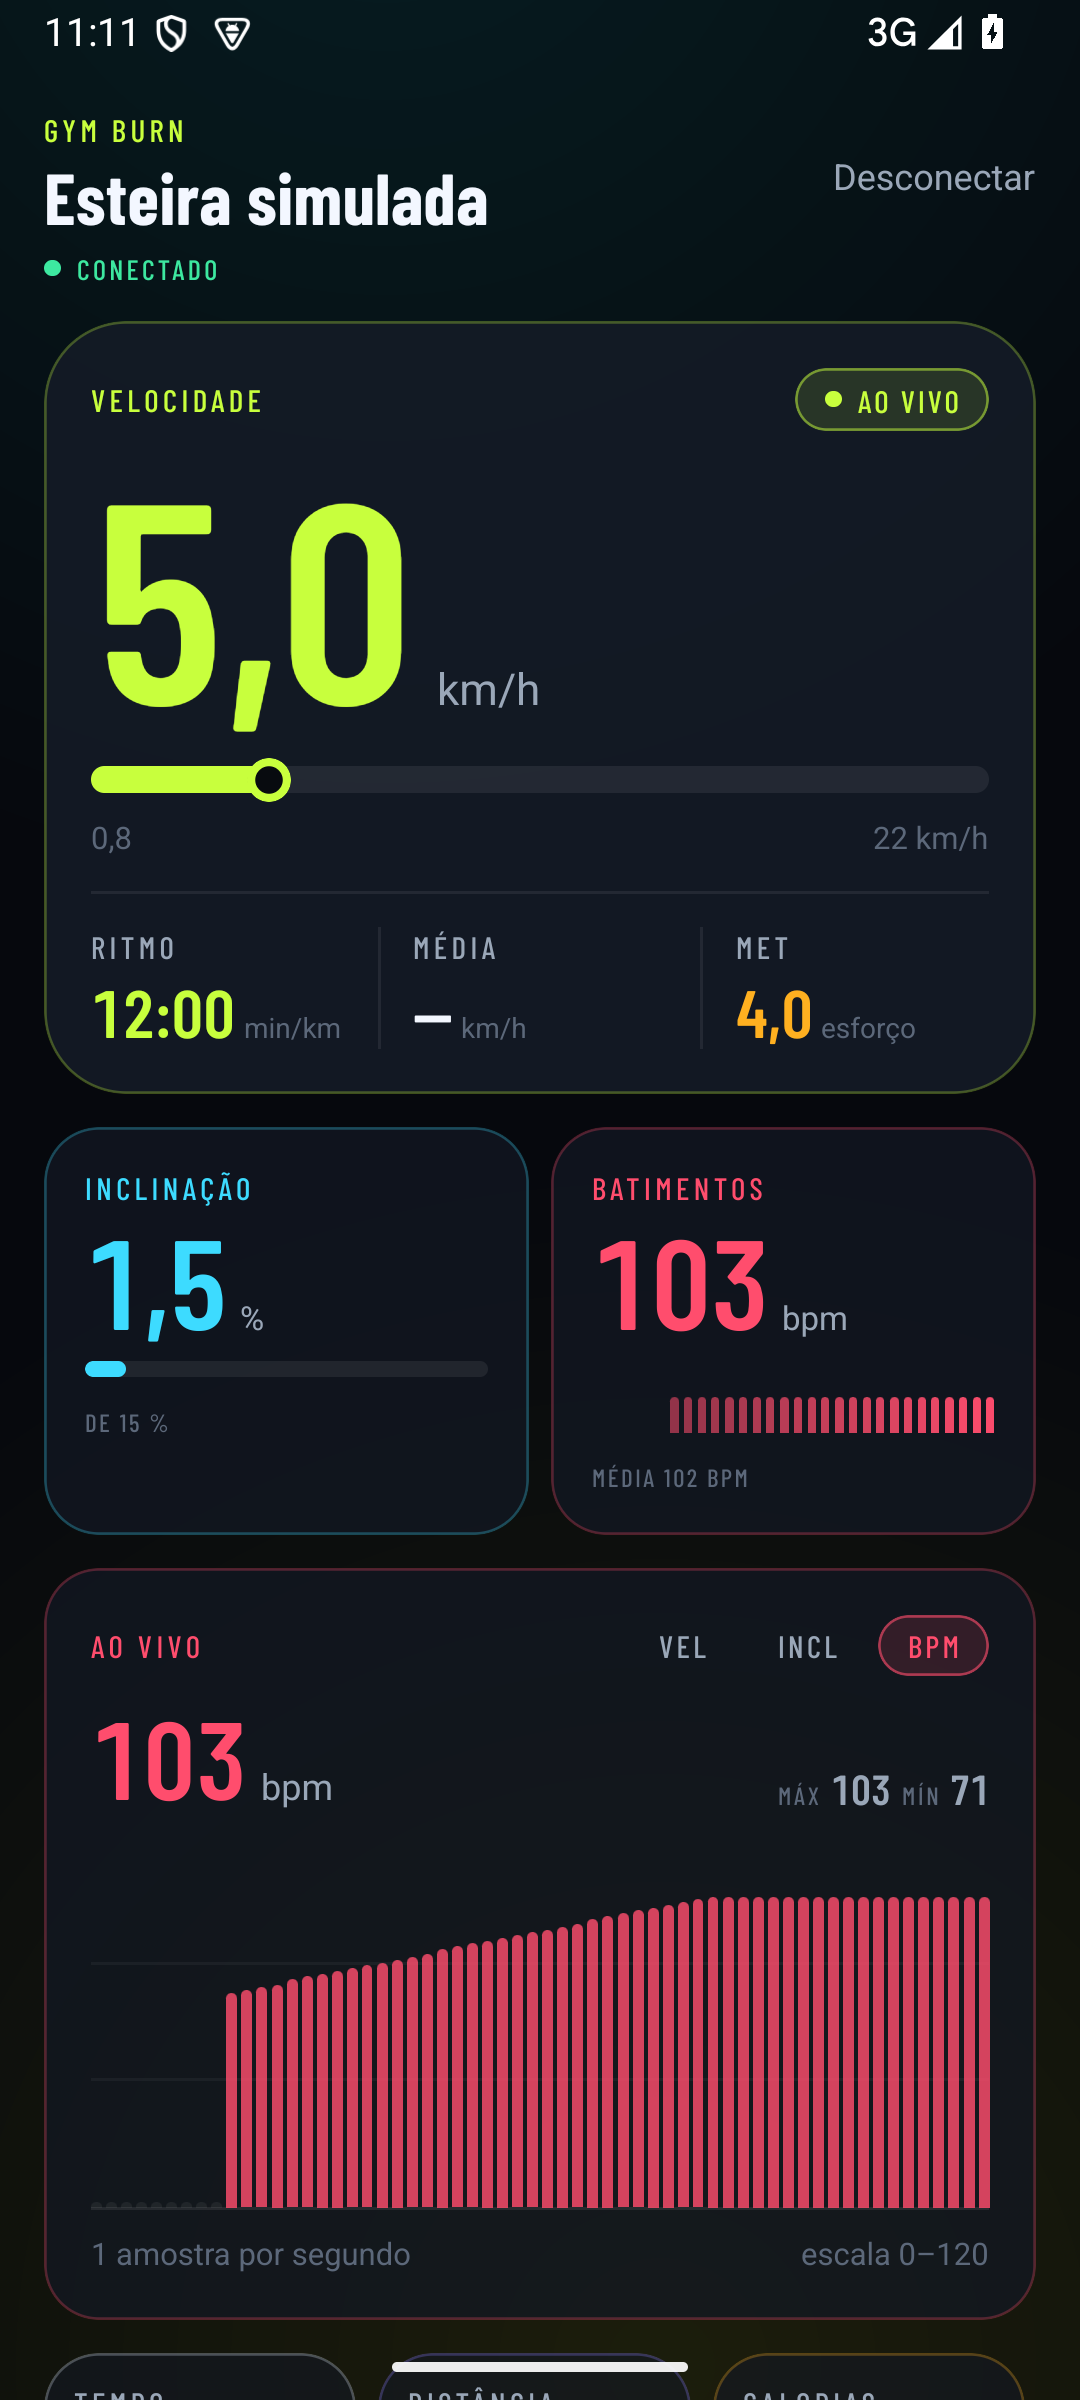 11:11 3G
GYM BURN
Esteira simulada
Desconectar
CONECTADO
VELOCIDADE
AO VIVO
5,0 km/h
0,8 22 km/h
RITMO MÉDIA MET
12:00 min/km — km/h 4,0 esforço
INCLINAÇÃO
1,5 %
DE 15 %
BATIMENTOS
103 bpm
MÉDIA 102 BPM
AO VIVO VEL INCL BPM
103 bpm
MÁX 103 MÍN 71
1 amostra por segundo escala 0–120
TEMPO DISTÂNCIA CALORIAS